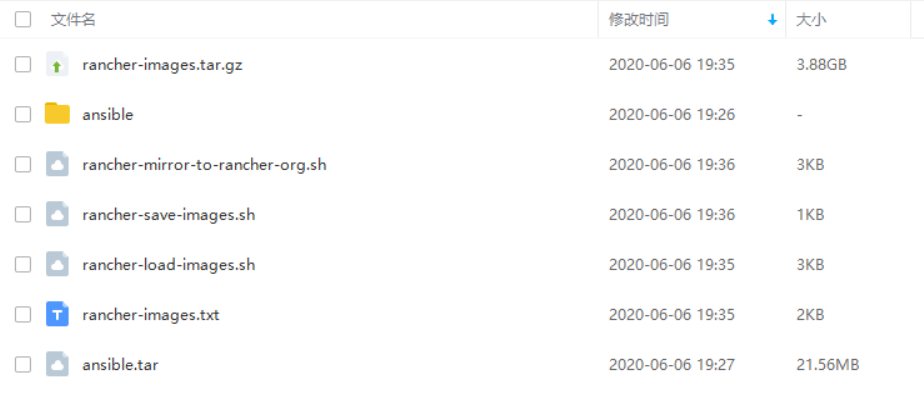 文件名 修改时间 大小
rancher-images.tar.gz 2020-06-06 19:35 3.88GB
ansible 2020-06-06 19:26 -
rancher-mirror-to-rancher-org.sh 2020-06-06 19:36 3KB
rancher-save-images.sh 2020-06-06 19:36 1KB
rancher-load-images.sh 2020-06-06 19:35 3KB
T rancher-images.txt 2020-06-06 19:35 2KB
ansible.tar 2020-06-06 19:27 21.56MB